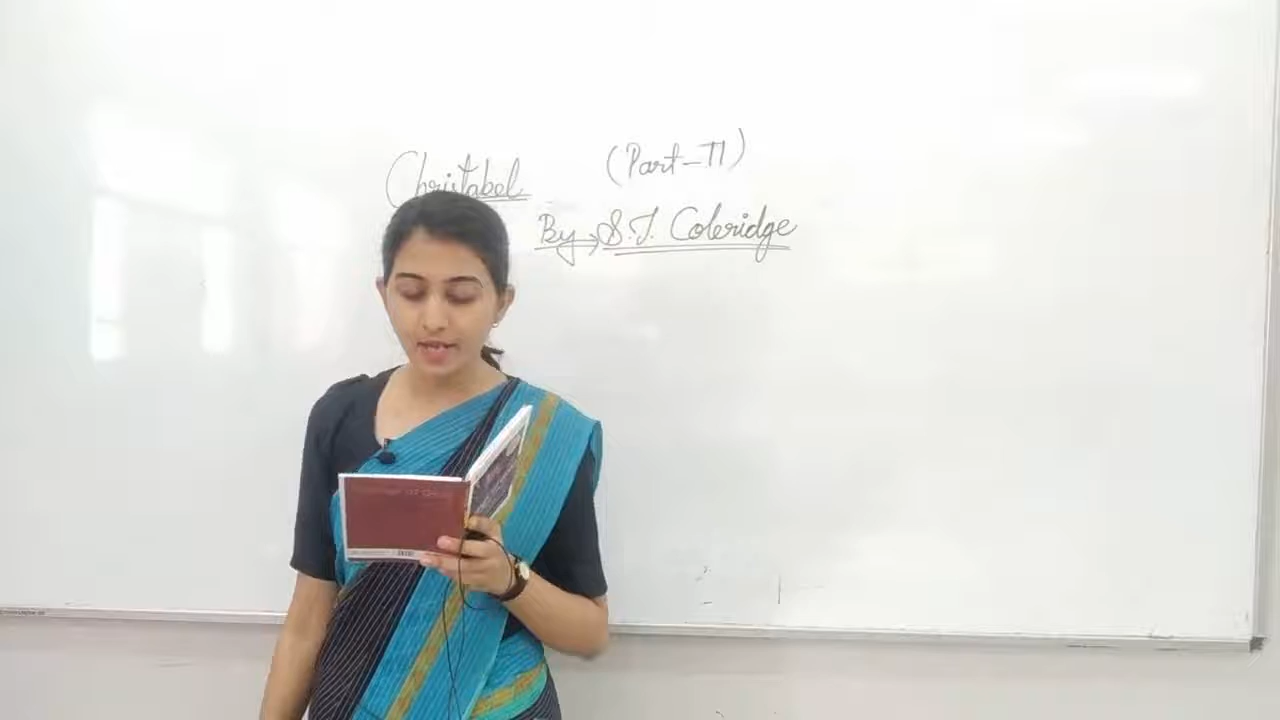 Christabel (Part-II)
By → S.T. Coleridge